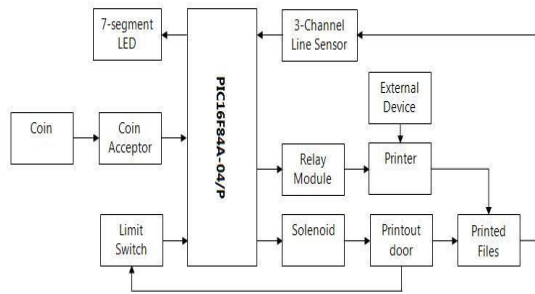 7-segment
LED
3-Channel
Line Sensor
PIC16F84A-04/P
External
Device
Coin
Coin
Acceptor
Relay
Module
Printer
Limit
Switch
Solenoid
Printout
door
Printed
Files